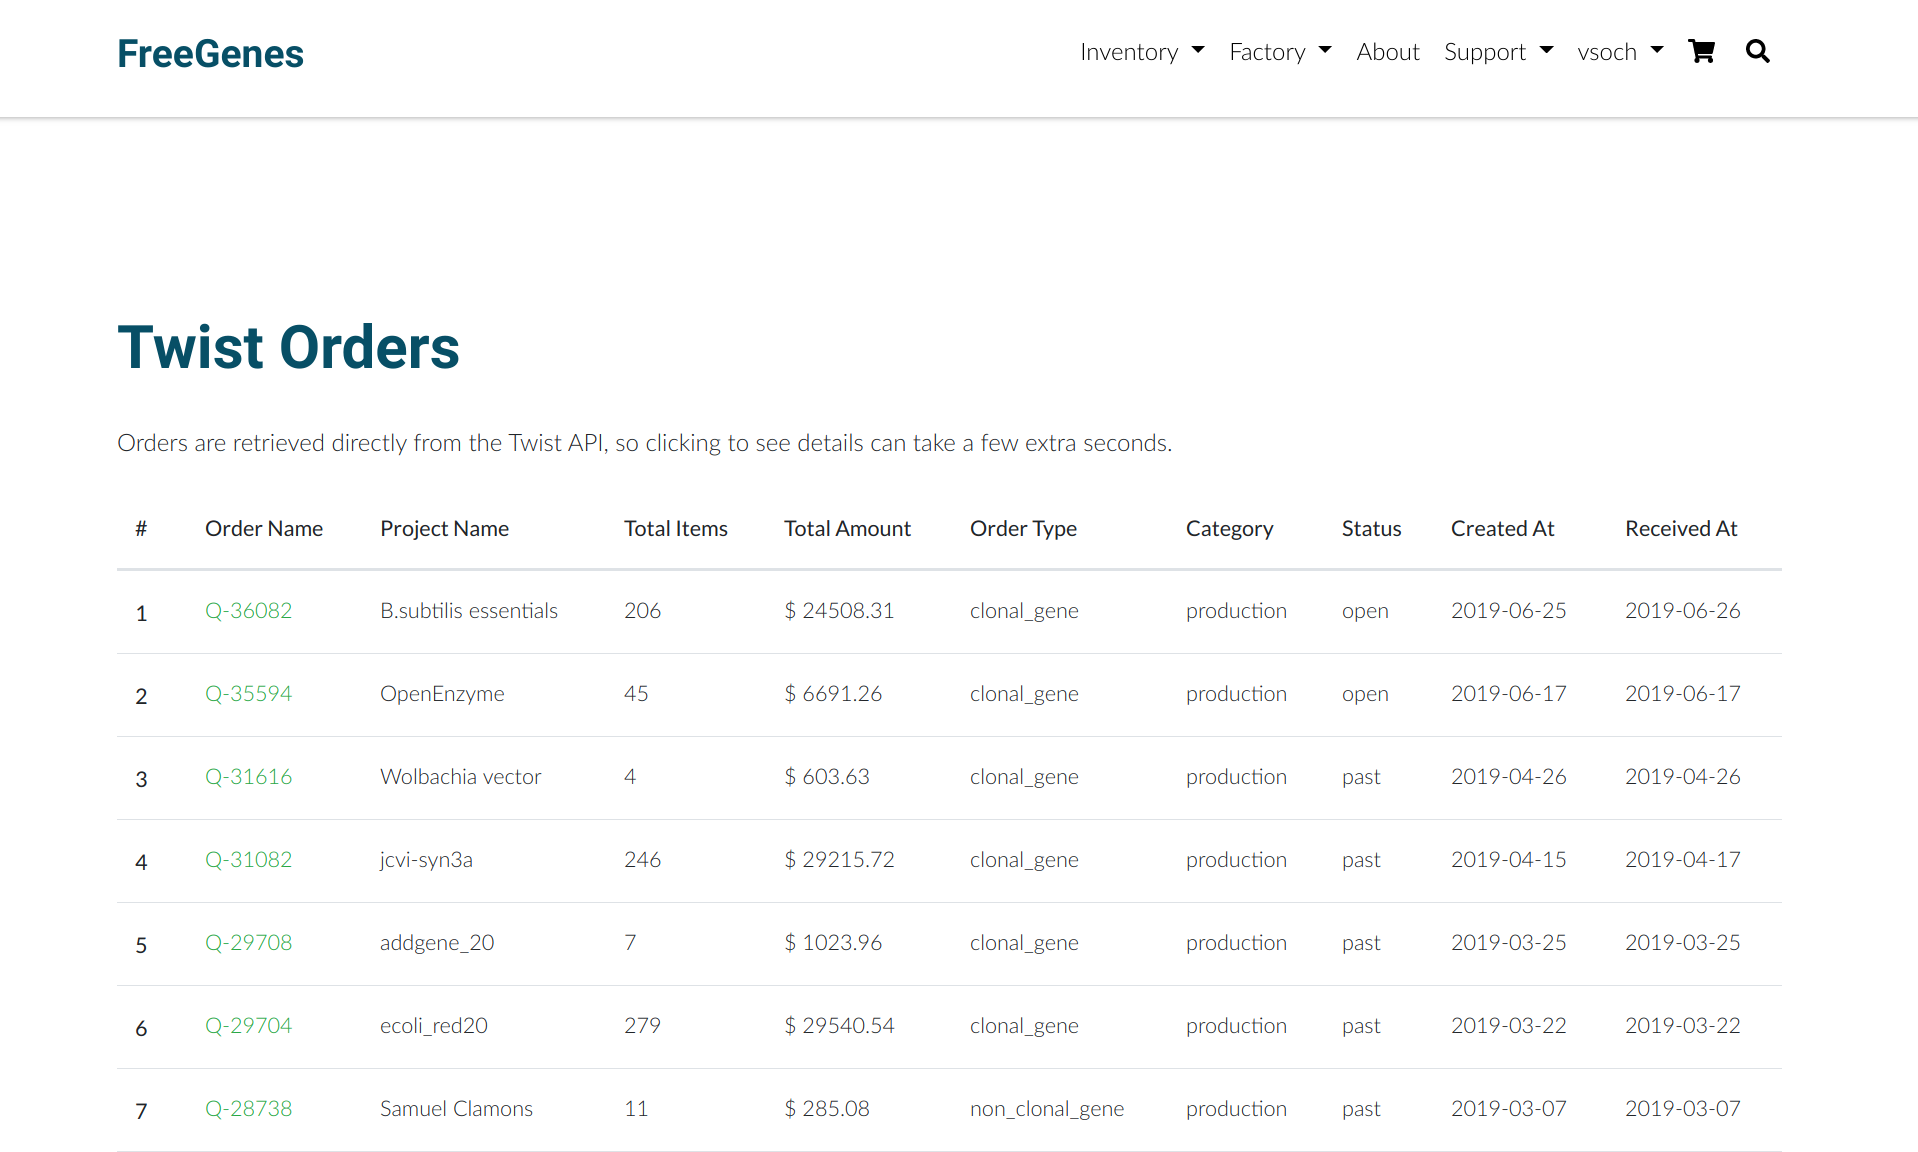 FreeGenes
Inventory Factory About Support vsoch
Twist Orders
Orders are retrieved directly from the Twist API, so clicking to see details can take a few extra seconds.
# Order Name Project Name Total Items Total Amount Order Type Category Status Created At Received At
1 Q-36082 B.subtilis essentials 206 $ 24508.31 clonal_gene production open 2019-06-25 2019-06-26
2 Q-35594 OpenEnzyme 45 $ 6691.26 clonal_gene production open 2019-06-17 2019-06-17
3 Q-31616 Wolbachia vector 4 $ 603.63 clonal_gene production past 2019-04-26 2019-04-26
4 Q-31082 jcvi-syn3a 246 $ 29215.72 clonal_gene production past 2019-04-15 2019-04-17
5 Q-29708 addgene_20 7 $ 1023.96 clonal_gene production past 2019-03-25 2019-03-25
6 Q-29704 ecoli_red20 279 $ 29540.54 clonal_gene production past 2019-03-22 2019-03-22
7 Q-28738 Samuel Clamons 11 $ 285.08 non_clonal_gene production past 2019-03-07 2019-03-07